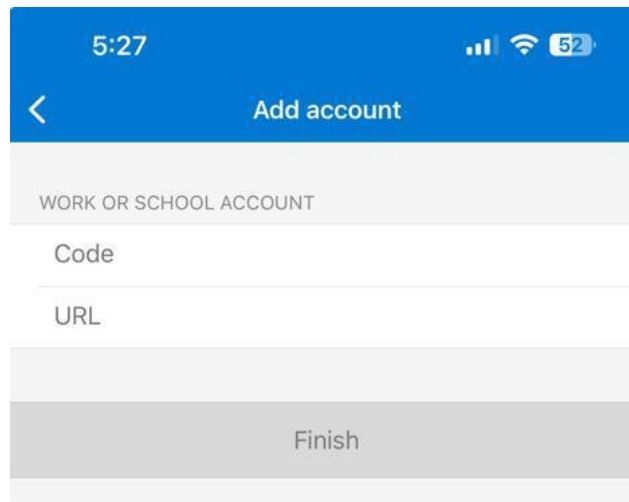 5:27
52
Add account
WORK OR SCHOOL ACCOUNT
Code
URL
Finish